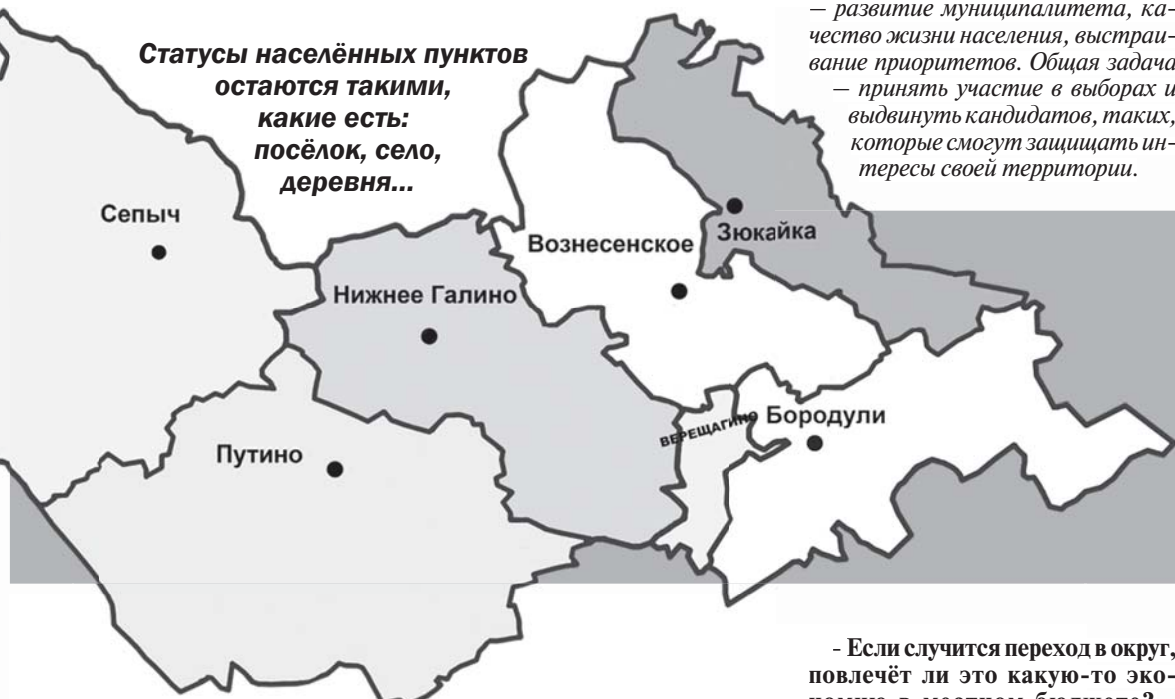 Статусы населённых пунктов
остаются такими,
какие есть:
посёлок, село,
деревня...
— развитие муниципалитета, ка-
чество жизни населения, выстраи-
вание приоритетов. Общая задача
— принять участие в выборах и
выдвинуть кандидатов, таких,
которые смогут защищать ин-
тересы своей территории.
Сепыч
Вознесенское
Зюкайка
Нижнее Галино
ВЕРЕЩАГИНО
Бородули
Путино
- Если случится переход в округ,
повлечёт ли это какую-то эко-